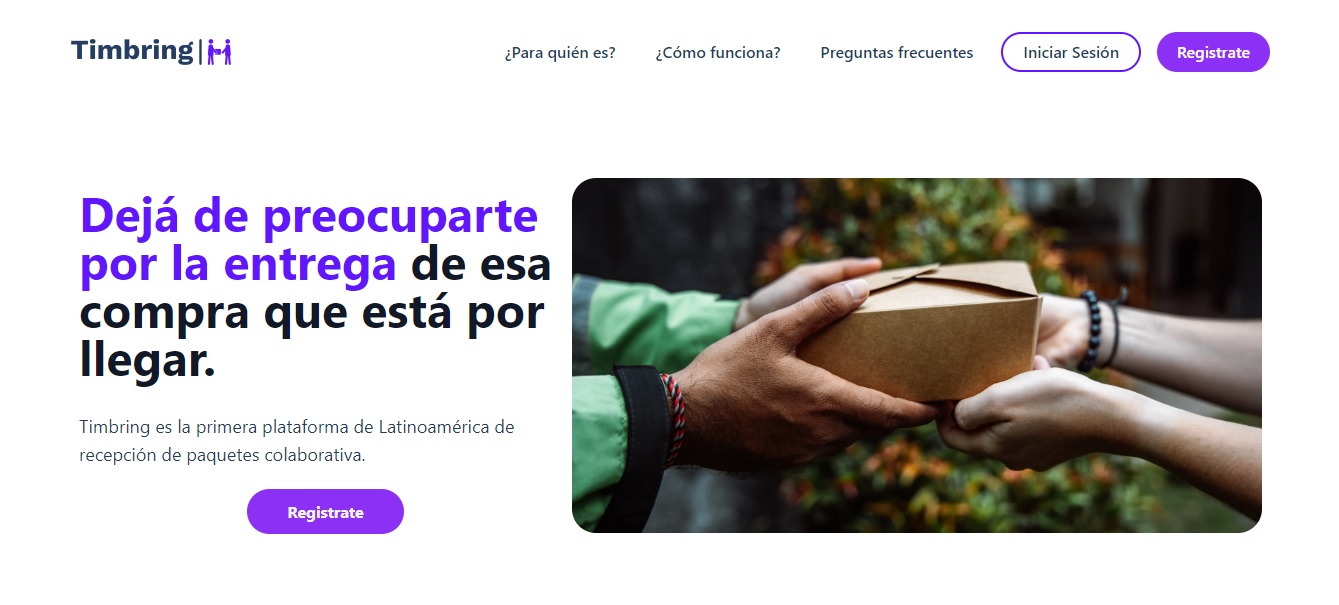 Timbring
¿Para quién es?
¿Cómo funciona?
Preguntas frecuentes
Iniciar Sesión
Registrate
Dejá de preocuparte
por la entrega de esa
compra que está por
llegar.
Timbring es la primera plataforma de Latinoamérica de
recepción de paquetes colaborativa.
Registrate